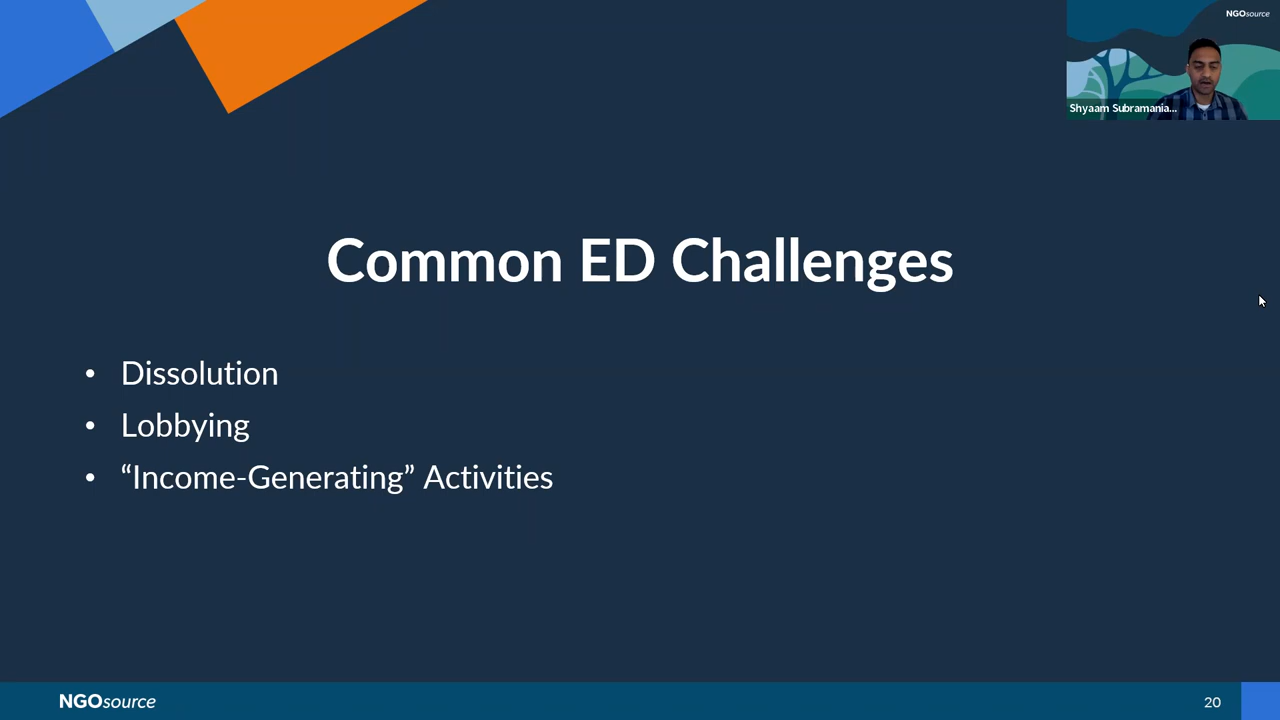 NGOsource
Shyaam Subramania...
Common ED Challenges
• Dissolution
• Lobbying
• “Income-Generating” Activities
NGOsource
20